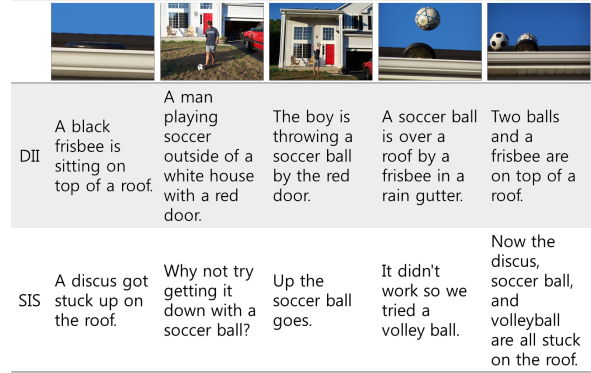 DII
A black
frisbee is
sitting on
top of a roof.
A man
playing
soccer
outside of a
white house
with a red
door.
The boy is
throwing a
soccer ball
by the red
door.
A soccer ball
is over a
roof by a
frisbee in a
rain gutter.
Two balls
and a
frisbee are
on top of a
roof.
SIS
A discus got
stuck up on
the roof.
Why not try
getting it
down with a
soccer ball?
Up the
soccer ball
goes.
It didn't
work so we
tried a
volley ball.
Now the
discus,
soccer ball,
and
volleyball
are all stuck
on the roof.